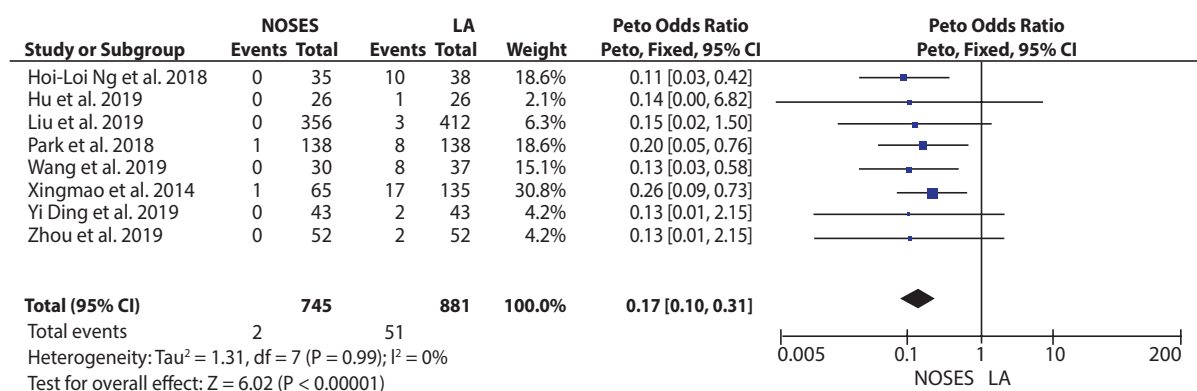 NOSES LA Peto Odds Ratio Peto Odds Ratio
Study or Subgroup Events Total Events Total Weight Peto, Fixed, 95% CI Peto, Fixed, 95% CI
Hoi-Loi Ng et al. 2018 0 35 10 38 18.6% 0.11 [0.03, 0.42]
Hu et al. 2019 0 26 1 26 2.1% 0.14 [0.00, 6.82]
Liu et al. 2019 0 356 3 412 6.3% 0.15 [0.02, 1.50]
Park et al. 2018 1 138 8 138 18.6% 0.20 [0.05, 0.76]
Wang et al. 2019 0 30 8 37 15.1% 0.13 [0.03, 0.58]
Xingmao et al. 2014 1 65 17 135 30.8% 0.26 [0.09, 0.73]
Yi Ding et al. 2019 0 43 2 43 4.2% 0.13 [0.01, 2.15]
Zhou et al. 2019 0 52 2 52 4.2% 0.13 [0.01, 2.15]
Total (95% CI) 745 881 100.0% 0.17 [0.10, 0.31]
Total events 2 51
Heterogeneity: Tau² = 1.31, df = 7 (P = 0.99); I² = 0%
Test for overall effect: Z = 6.02 (P < 0.00001)
0.005 0.1 1 10 200
NOSES LA